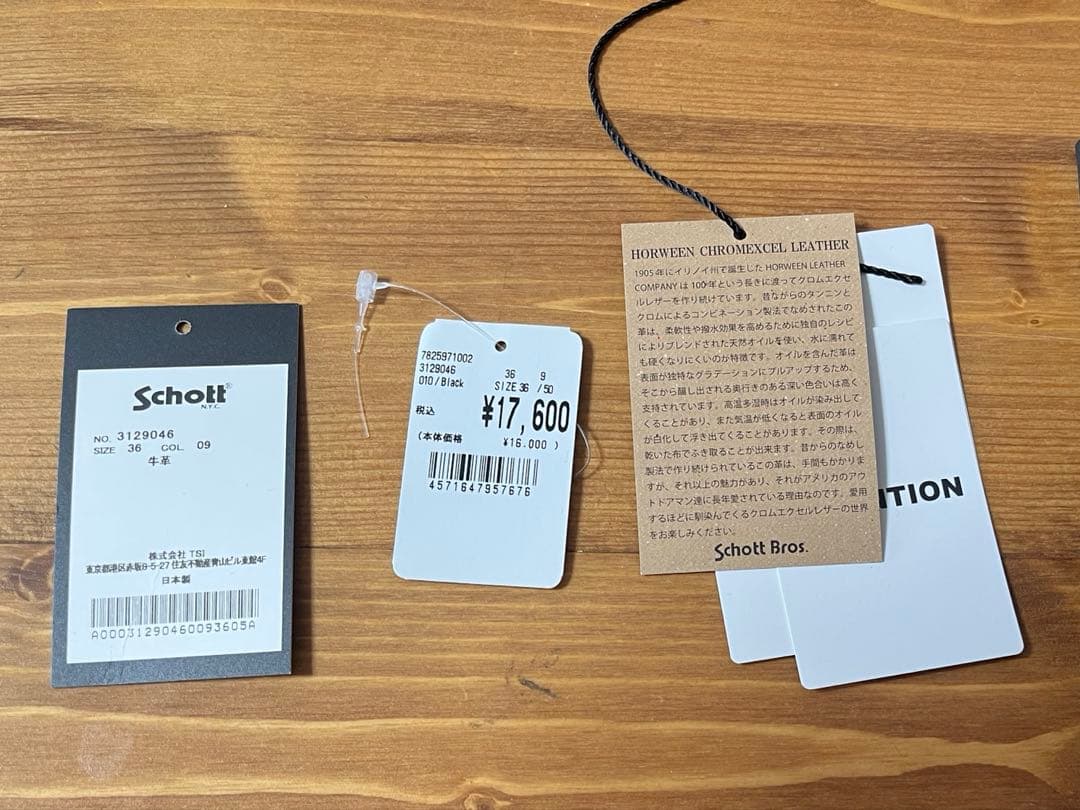 Schott®
N.Y.C.
NO. 3129046
SIZE 36 COL. 09
牛革
株式会社 TSI
東京都港区赤坂8-5-27 住友不動産青山ビル東館4F
日本製
A00031290460093605A
7825971002
3129046
010/Black
36 9
SIZE 36 /50
税込 ¥17,600
(本体価格 ¥16.000 )
4571647957676
HORWEEN CHROMEXCEL LEATHER
1905年にイリノイ州で誕生した HORWEEN LEATHER
COMPANY は 100年という長きに渡ってクロムエクセ
ルレザーを作り続けています。昔ながらのタンニンと
クロムによるコンビネーション製法でなめされたこの
革は、柔軟性や撥水効果を高めるために独自のレシピ
によりブレンドされた天然オイルを使い、水に濡れて
も硬くなりにくいのが特徴です。オイルを含んだ革は
表面が独特なグラデーションにプルアップするため、
そこから醸し出される奥行きのある深い色合いは高く
支持されています。高温多湿時はオイルが染み出して
くることがあり、また気温が低くなると表面のオイル
が白化して浮き出てくることがあります。その際は、
乾いた布でふき取ることが出来ます。昔からのなめし
製法で作り続けられているこの革は、手間もかかりま
すが、それ以上の魅力があり、それがアメリカのアウ
トドアマン達に長年愛されている理由なのです。愛用
するほどに馴染んでくるクロムエクセルレザーの世界
をお楽しみください。
Schott Bros.
NTION